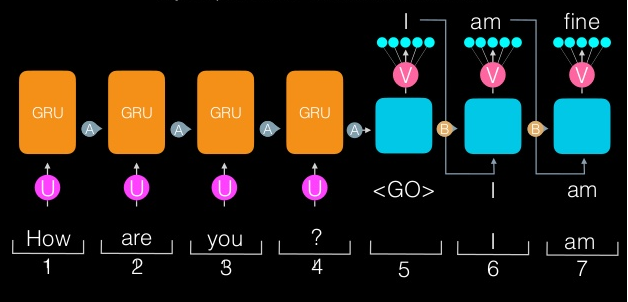 I am fine
V V V
GRU GRU GRU GRU
A A A A B B
U U U U <GO> I am
How are you ? I am
1 2 3 4 5 6 7